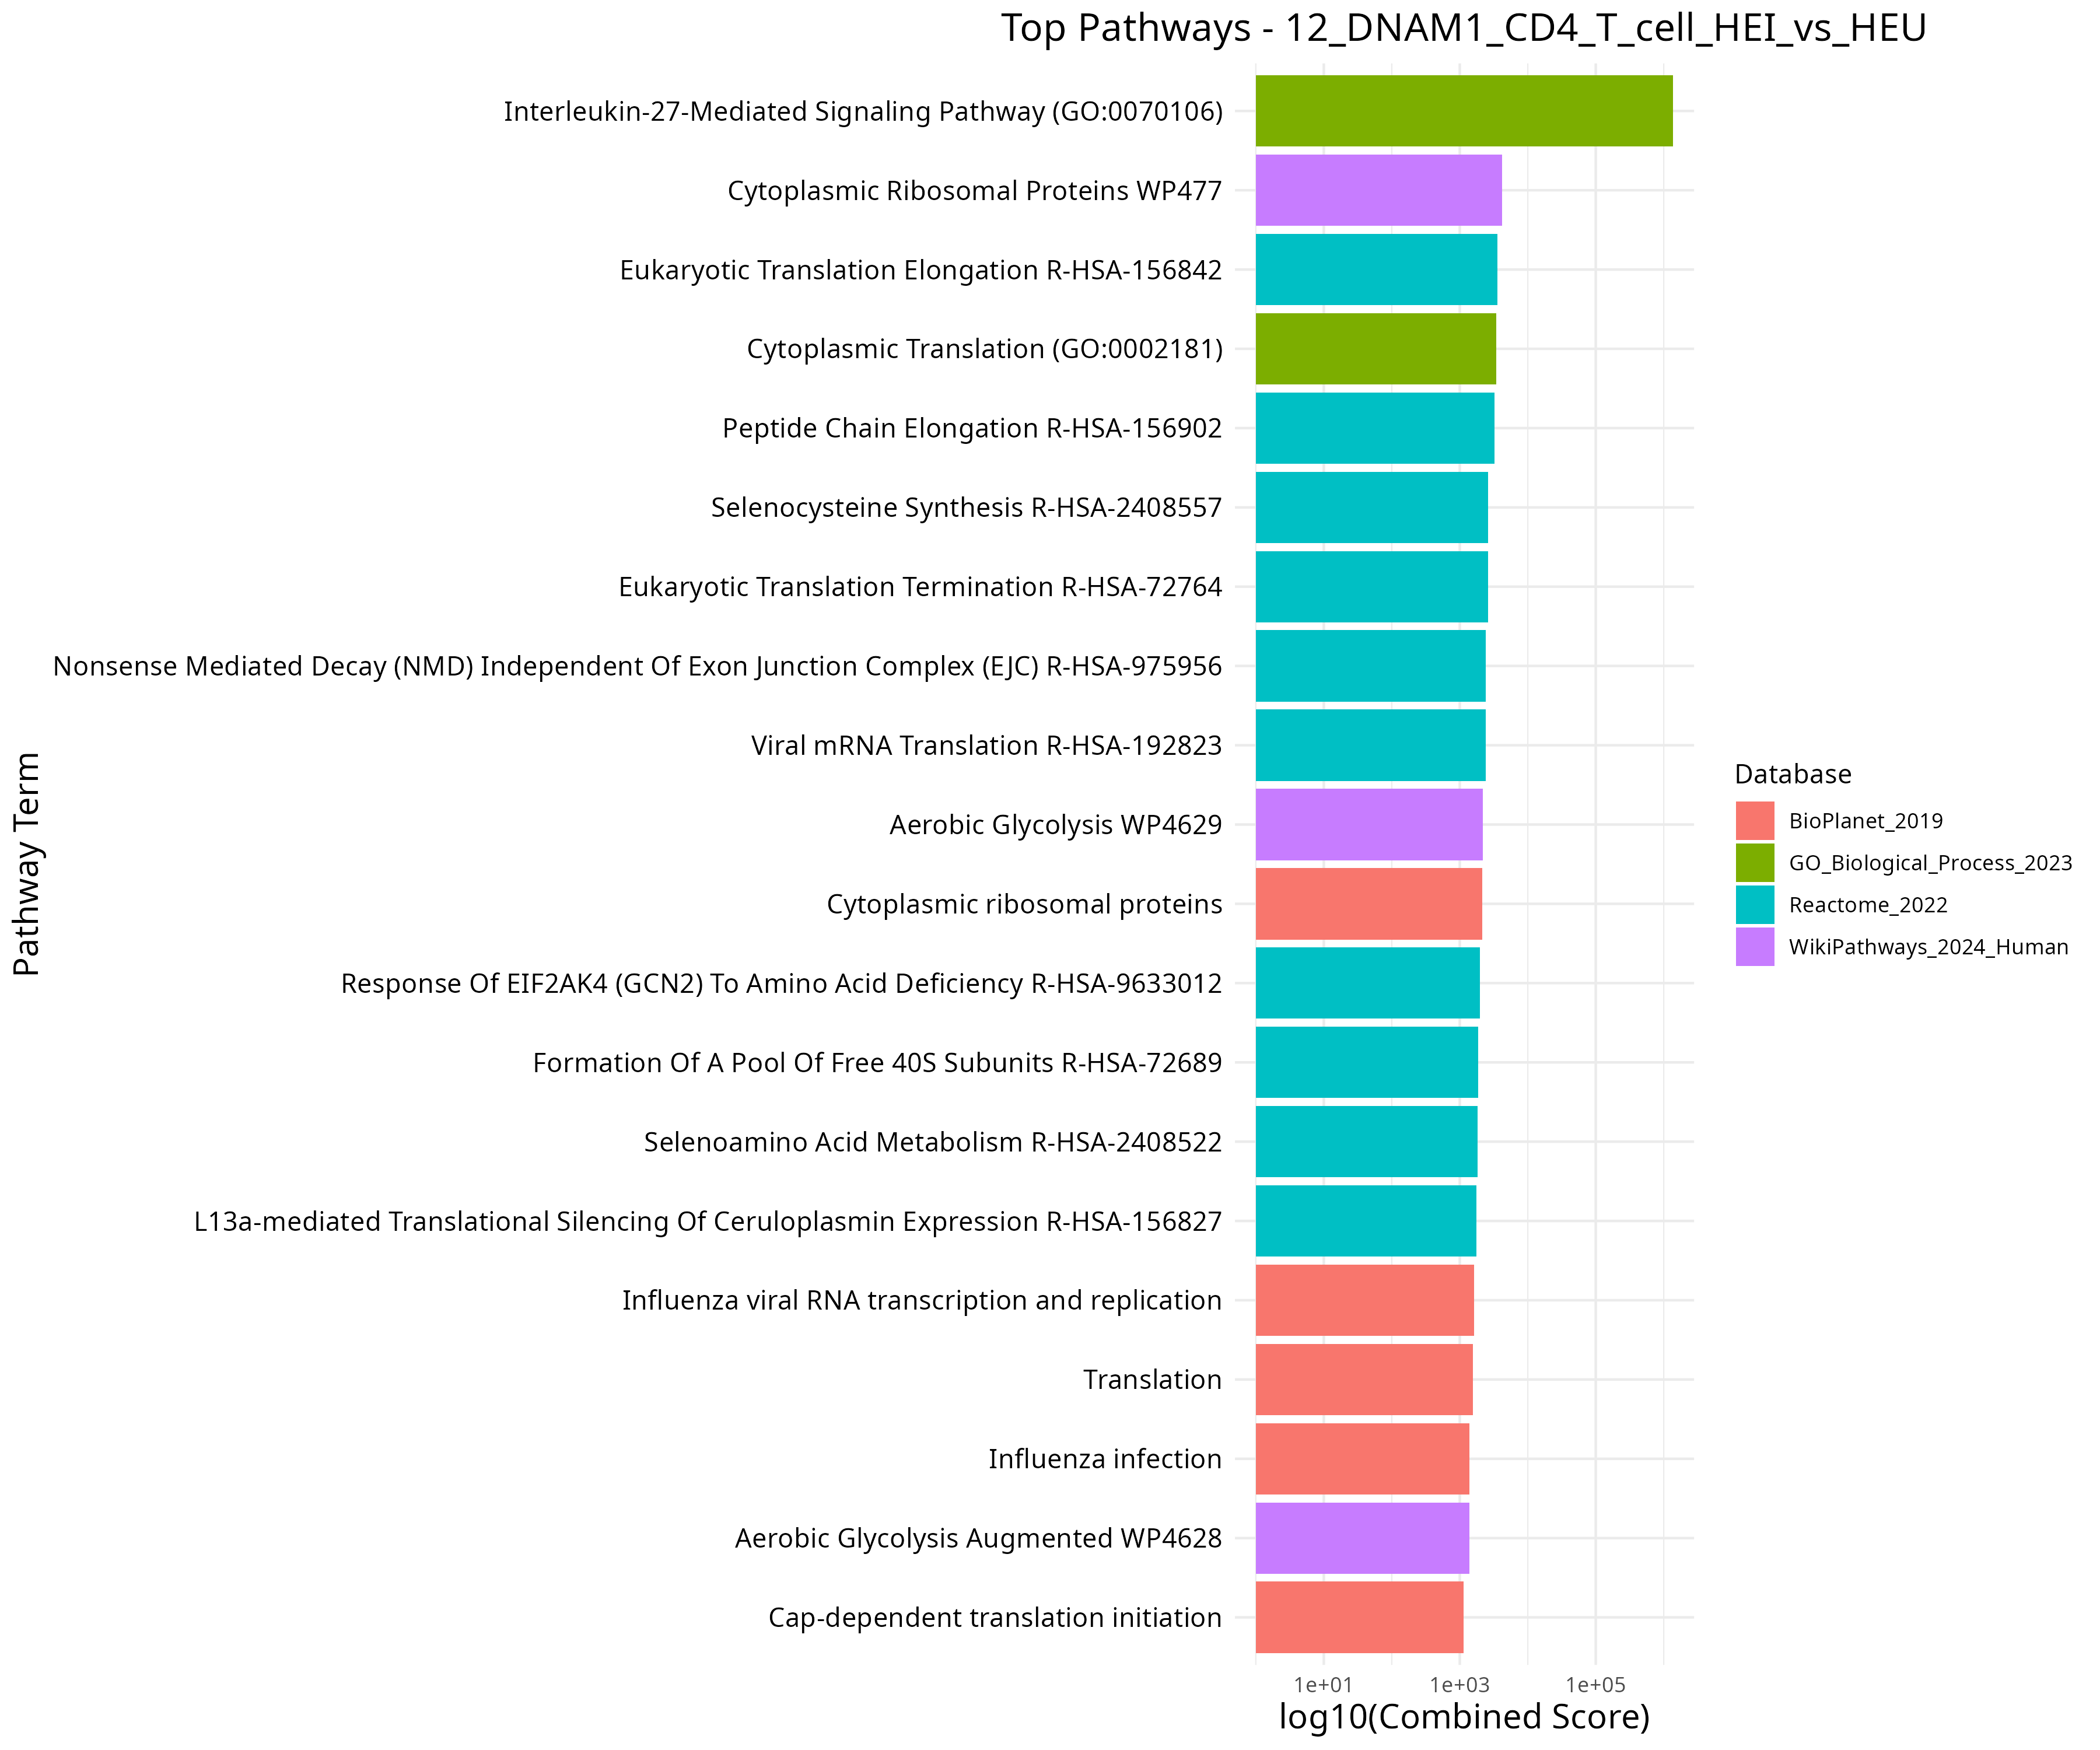 Top Pathways - 12_DNAM1_CD4_T_cell_HEI_vs_HEU
Pathway Term
Interleukin-27-Mediated Signaling Pathway (GO:0070106)
Cytoplasmic Ribosomal Proteins WP477
Eukaryotic Translation Elongation R-HSA-156842
Cytoplasmic Translation (GO:0002181)
Peptide Chain Elongation R-HSA-156902
Selenocysteine Synthesis R-HSA-2408557
Eukaryotic Translation Termination R-HSA-72764
Nonsense Mediated Decay (NMD) Independent Of Exon Junction Complex (EJC) R-HSA-975956
Viral mRNA Translation R-HSA-192823
Aerobic Glycolysis WP4629
Cytoplasmic ribosomal proteins
Response Of EIF2AK4 (GCN2) To Amino Acid Deficiency R-HSA-9633012
Formation Of A Pool Of Free 40S Subunits R-HSA-72689
Selenoamino Acid Metabolism R-HSA-2408522
L13a-mediated Translational Silencing Of Ceruloplasmin Expression R-HSA-156827
Influenza viral RNA transcription and replication
Translation
Influenza infection
Aerobic Glycolysis Augmented WP4628
Cap-dependent translation initiation
1e+01
1e+03
1e+05
log10(Combined Score)
Database
BioPlanet_2019
GO_Biological_Process_2023
Reactome_2022
WikiPathways_2024_Human